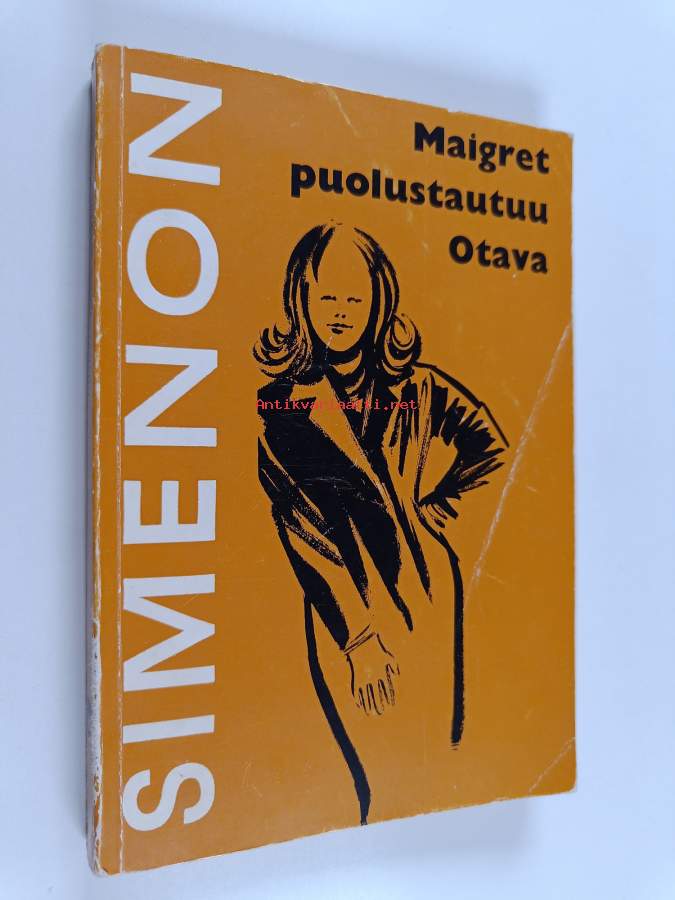 SIMENON
Maigret
puolustautuu
Otava
Antikvariaatti.net